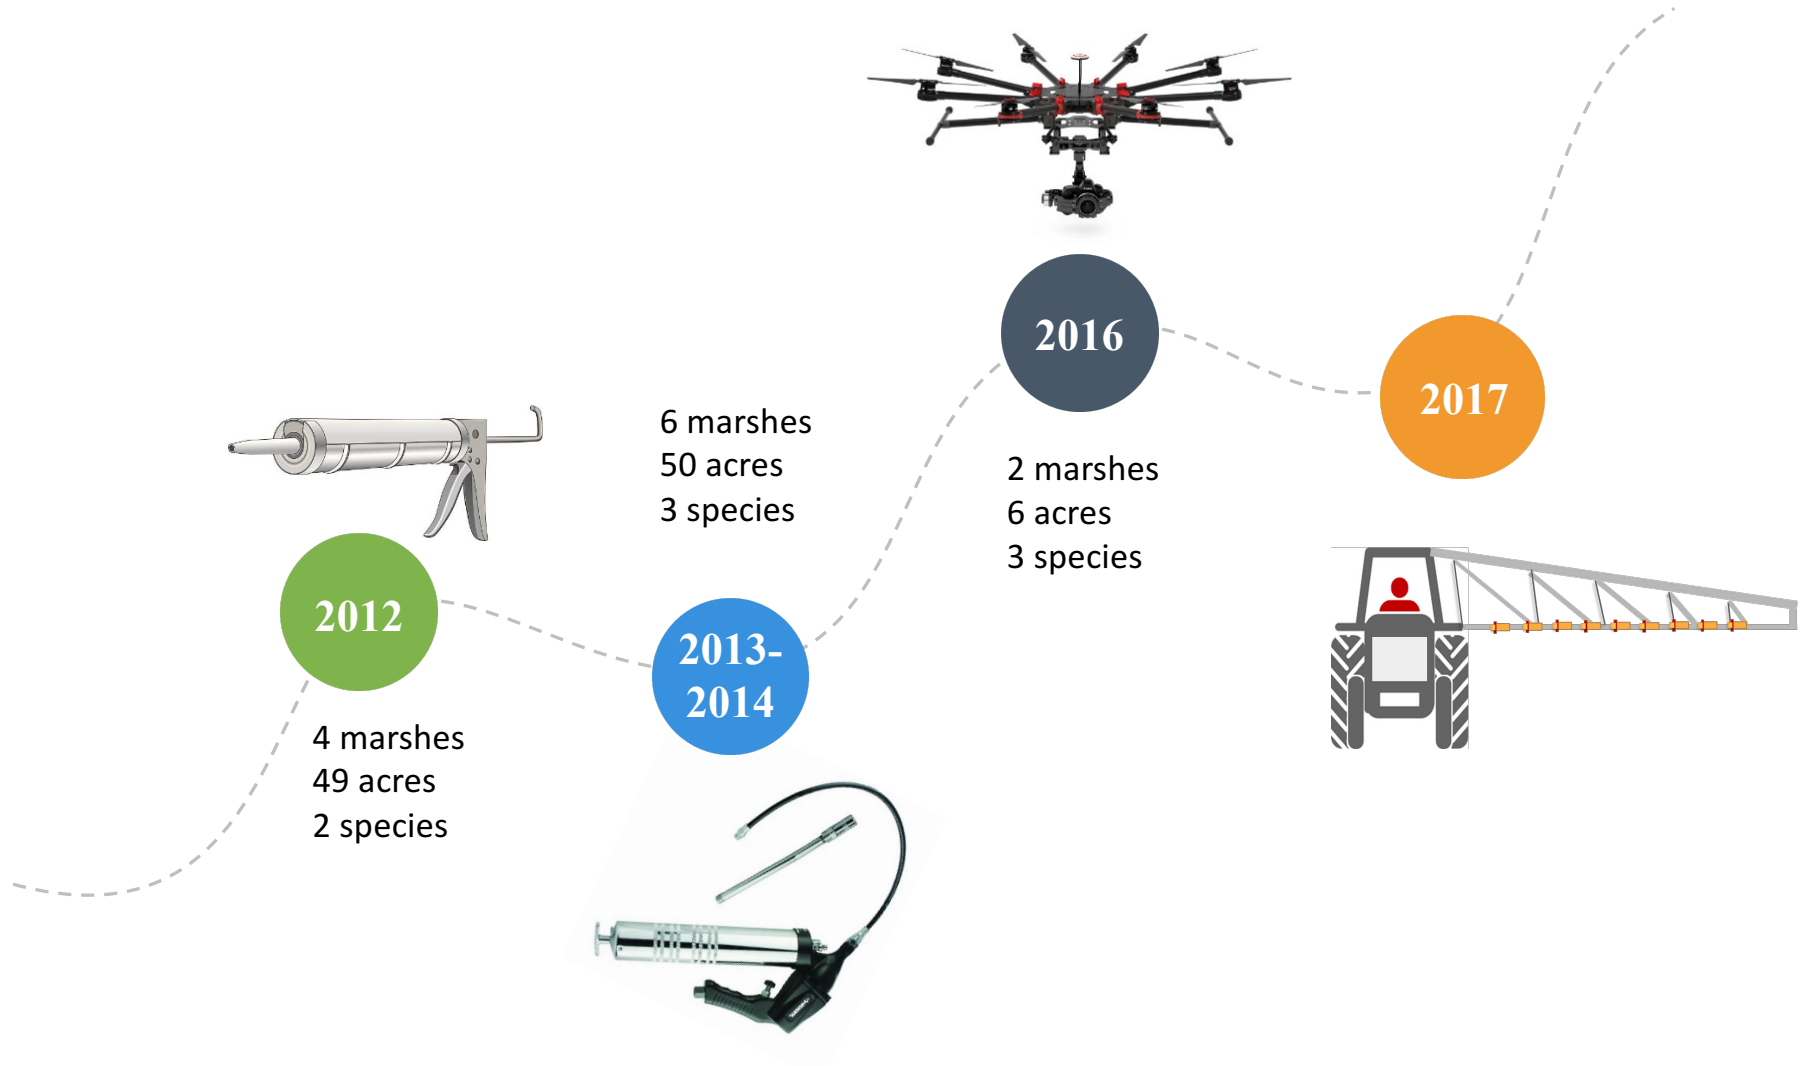 2012
4 marshes
49 acres
2 species
6 marshes
50 acres
3 species
2013-
2014
2016
2 marshes
6 acres
3 species
2017